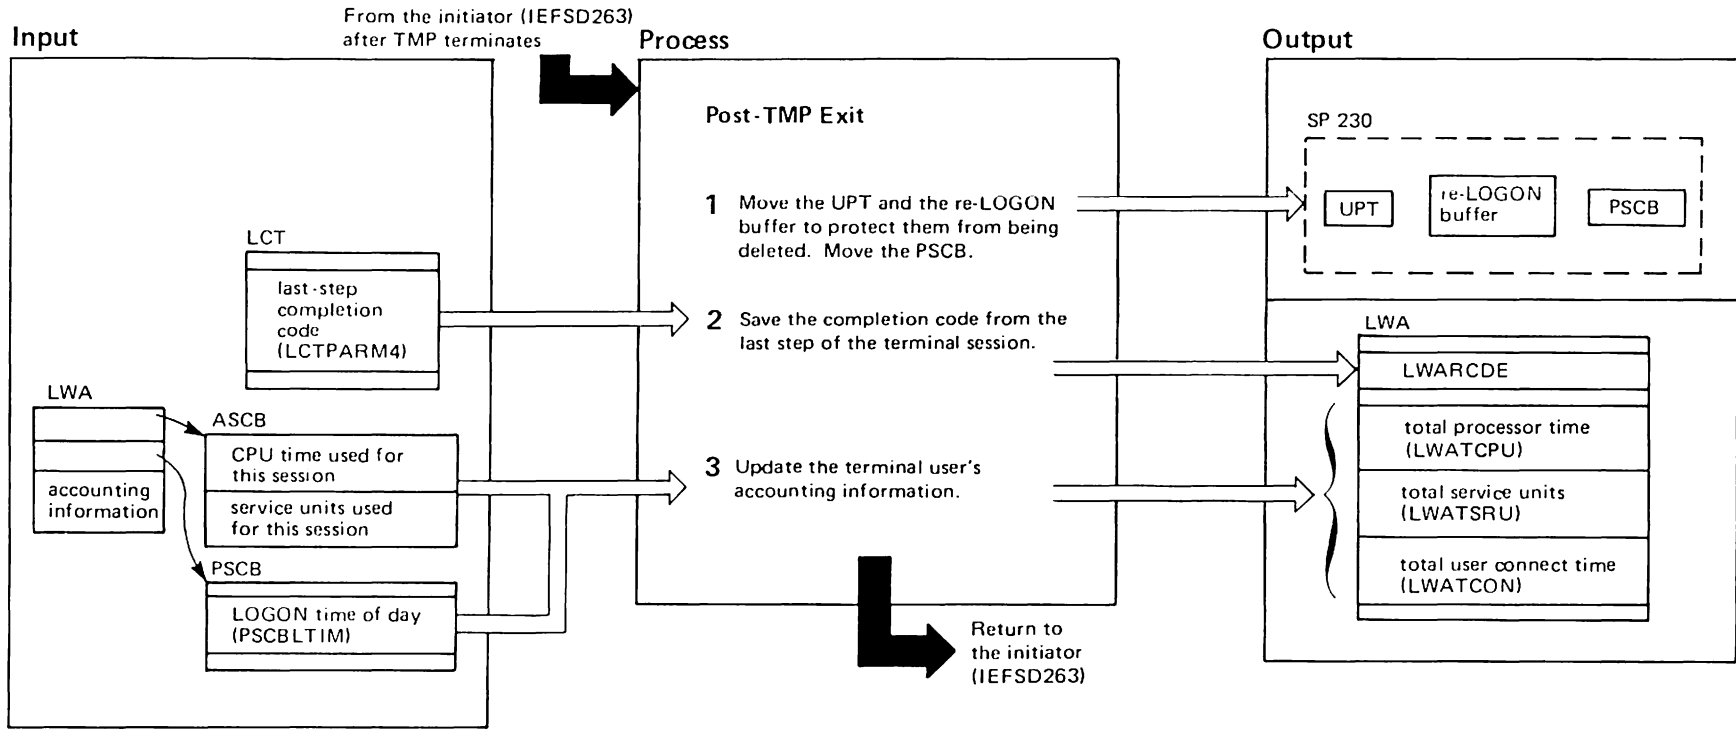 From the initiator (IEFSD263)
after TMP terminates
Input
Process
Output
Post-TMP Exit
SP 230
1 Move the UPT and the re-LOGON
buffer to protect them from being
deleted. Move the PSCB.
UPT
re-LOGON
buffer
PSCB
LCT
last-step
completion
code
(LCTPARM4)
2 Save the completion code from the
last step of the terminal session.
LWA
LWARCDE
LWA
accounting
information
ASCB
CPU time used for
this session
service units used
for this session
3 Update the terminal user's
accounting information.
total processor time
(LWATCPU)
total service units
(LWATSRU)
total user connect time
(LWATCON)
PSCB
LOGON time of day
(PSCBLTIM)
Return to
the initiator
(IEFSD263)